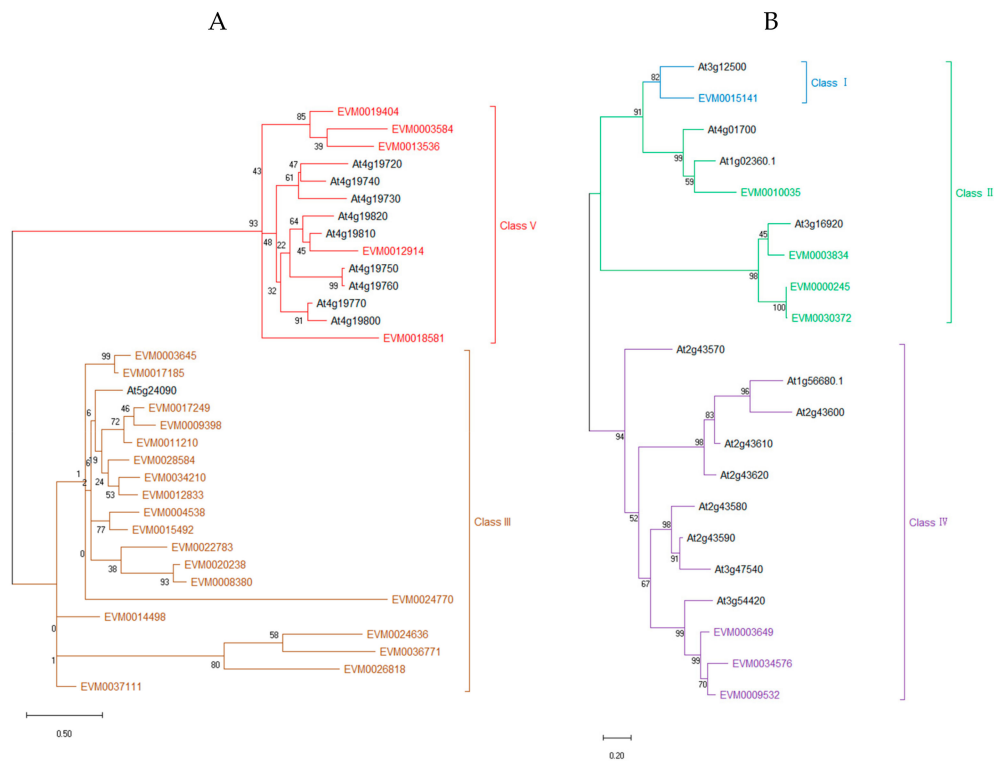 A
B
EVM0019404
EVM0003584
EVM0013536
At4g19720
At4g19740
At4g19730
At4g19820
At4g19810
EVM0012914
At4g19750
At4g19760
At4g19770
At4g19800
EVM0018581
85
39
43
47
61
93
48
22
64
45
99
32
91
Class V
EVM0003645
EVM0017185
At5g24090
EVM0017249
EVM0009398
EVM0011210
EVM0028584
EVM0034210
EVM0012833
EVM0004538
EVM0015492
EVM0022783
EVM0020238
EVM0008380
EVM0024770
EVM0014498
EVM0024636
EVM0036771
EVM0026818
EVM0037111
99
6
46
72
6
19
1
2
24
53
77
0
38
93
0
58
80
1
Class III
0.50
At3g12500
EVM0015141
At4g01700
At1g02360.1
EVM0010035
At3g16920
EVM0003834
EVM0000245
EVM0030372
82
91
99
59
45
98
100
Class I
Class II
At2g43570
At1g56680.1
At2g43600
At2g43610
At2g43620
At2g43580
At2g43590
At3g47540
At3g54420
EVM0003649
EVM0034576
EVM0009532
94
96
83
98
52
98
91
67
99
99
70
Class IV
0.20